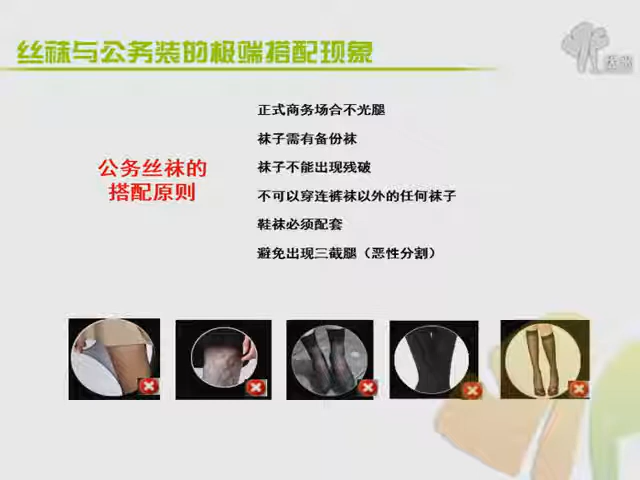 丝袜与公务装的极端搭配现象
正式商务场合不光腿
袜子需有备份袜
公务丝袜的
搭配原则
袜子不能出现残破
不可以穿连裤袜以外的任何袜子
鞋袜必须配套
避免出现三截腿（恶性分割）